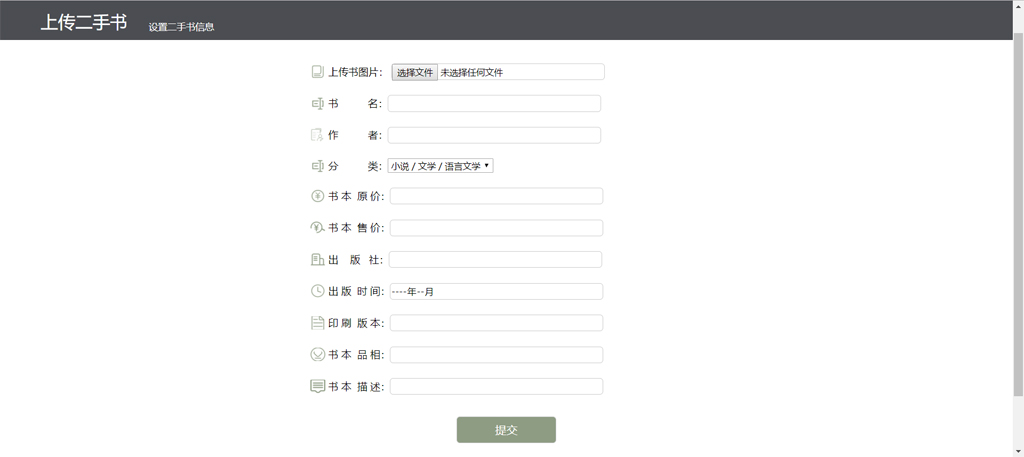 上传二手书 设置二手书信息
上传书图片： 选择文件 未选择任何文件
书 名：
作 者：
分 类： 小说 / 文学 / 语言文学
书本 原价：
书本 售价：
出 版 社：
出版 时间： ----年--月
印刷 版本：
书本 品相：
书本 描述：
提交